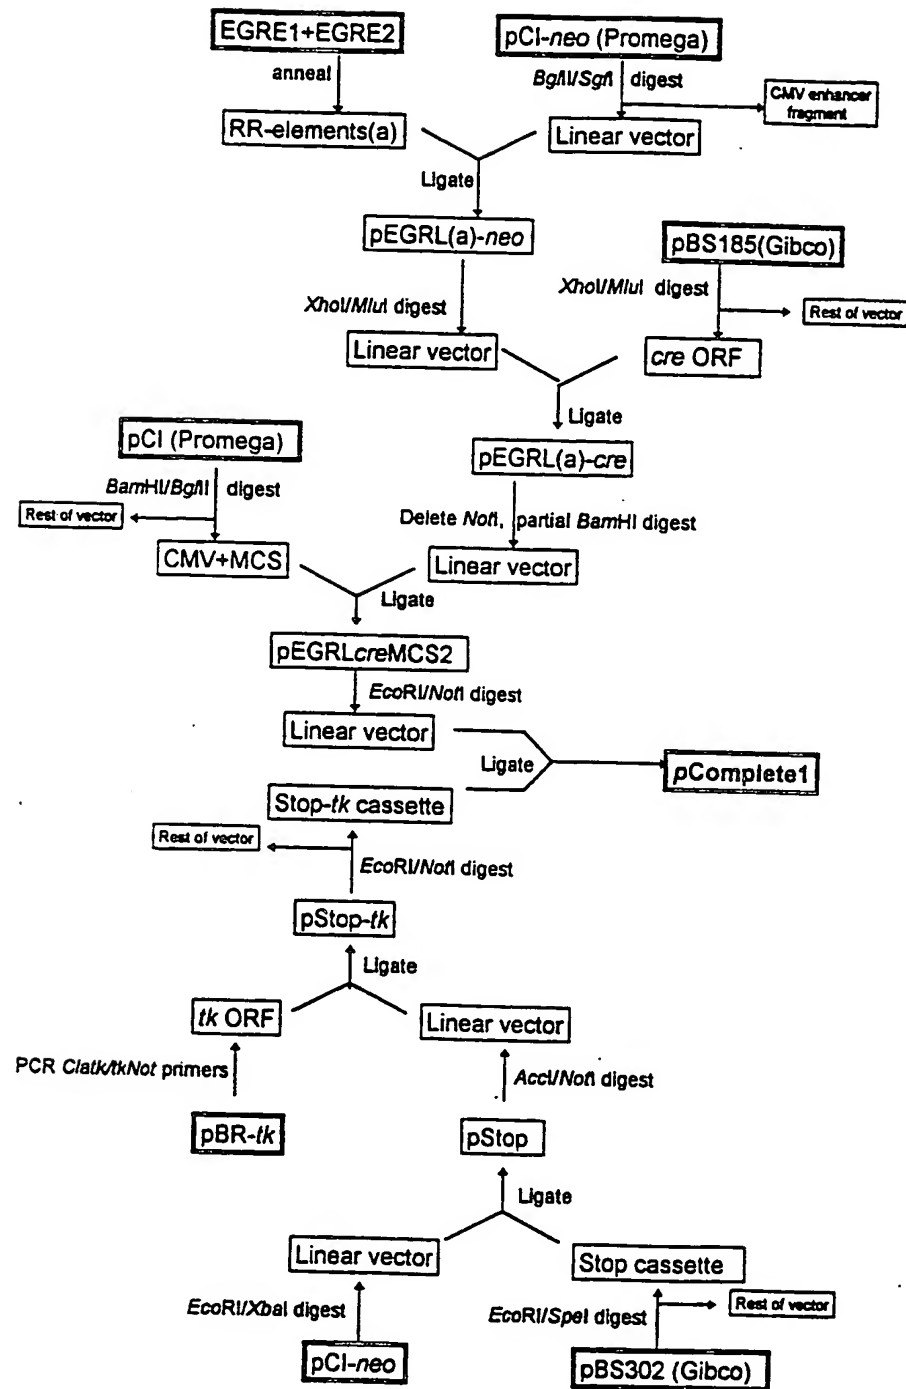 EGRE1+EGRE2
pCI-neo (Promega)
anneal
BglII/SgfI digest
CMV enhancer
fragment
RR-elements(a)
Linear vector
Ligate
pEGRL(a)-neo
pBS185(Gibco)
XhoI/MluI digest
XhoI/MluI digest
Rest of vector
Linear vector
cre ORF
Ligate
pCI (Promega)
pEGRL(a)-cre
BamHI/BglII digest
Rest of vector
Delete NotI, partial BamHI digest
CMV+MCS
Linear vector
Ligate
pEGRLcreMCS2
EcoRI/NotI digest
Linear vector
Ligate
pComplete1
Stop-tk cassette
Rest of vector
EcoRI/NotI digest
pStop-tk
Ligate
tk ORF
Linear vector
PCR Clatk/tkNot primers
AccI/NotI digest
pBR-tk
pStop
Ligate
Linear vector
Stop cassette
EcoRI/XbaI digest
EcoRI/SpeI digest
Rest of vector
pCI-neo
pBS302 (Gibco)